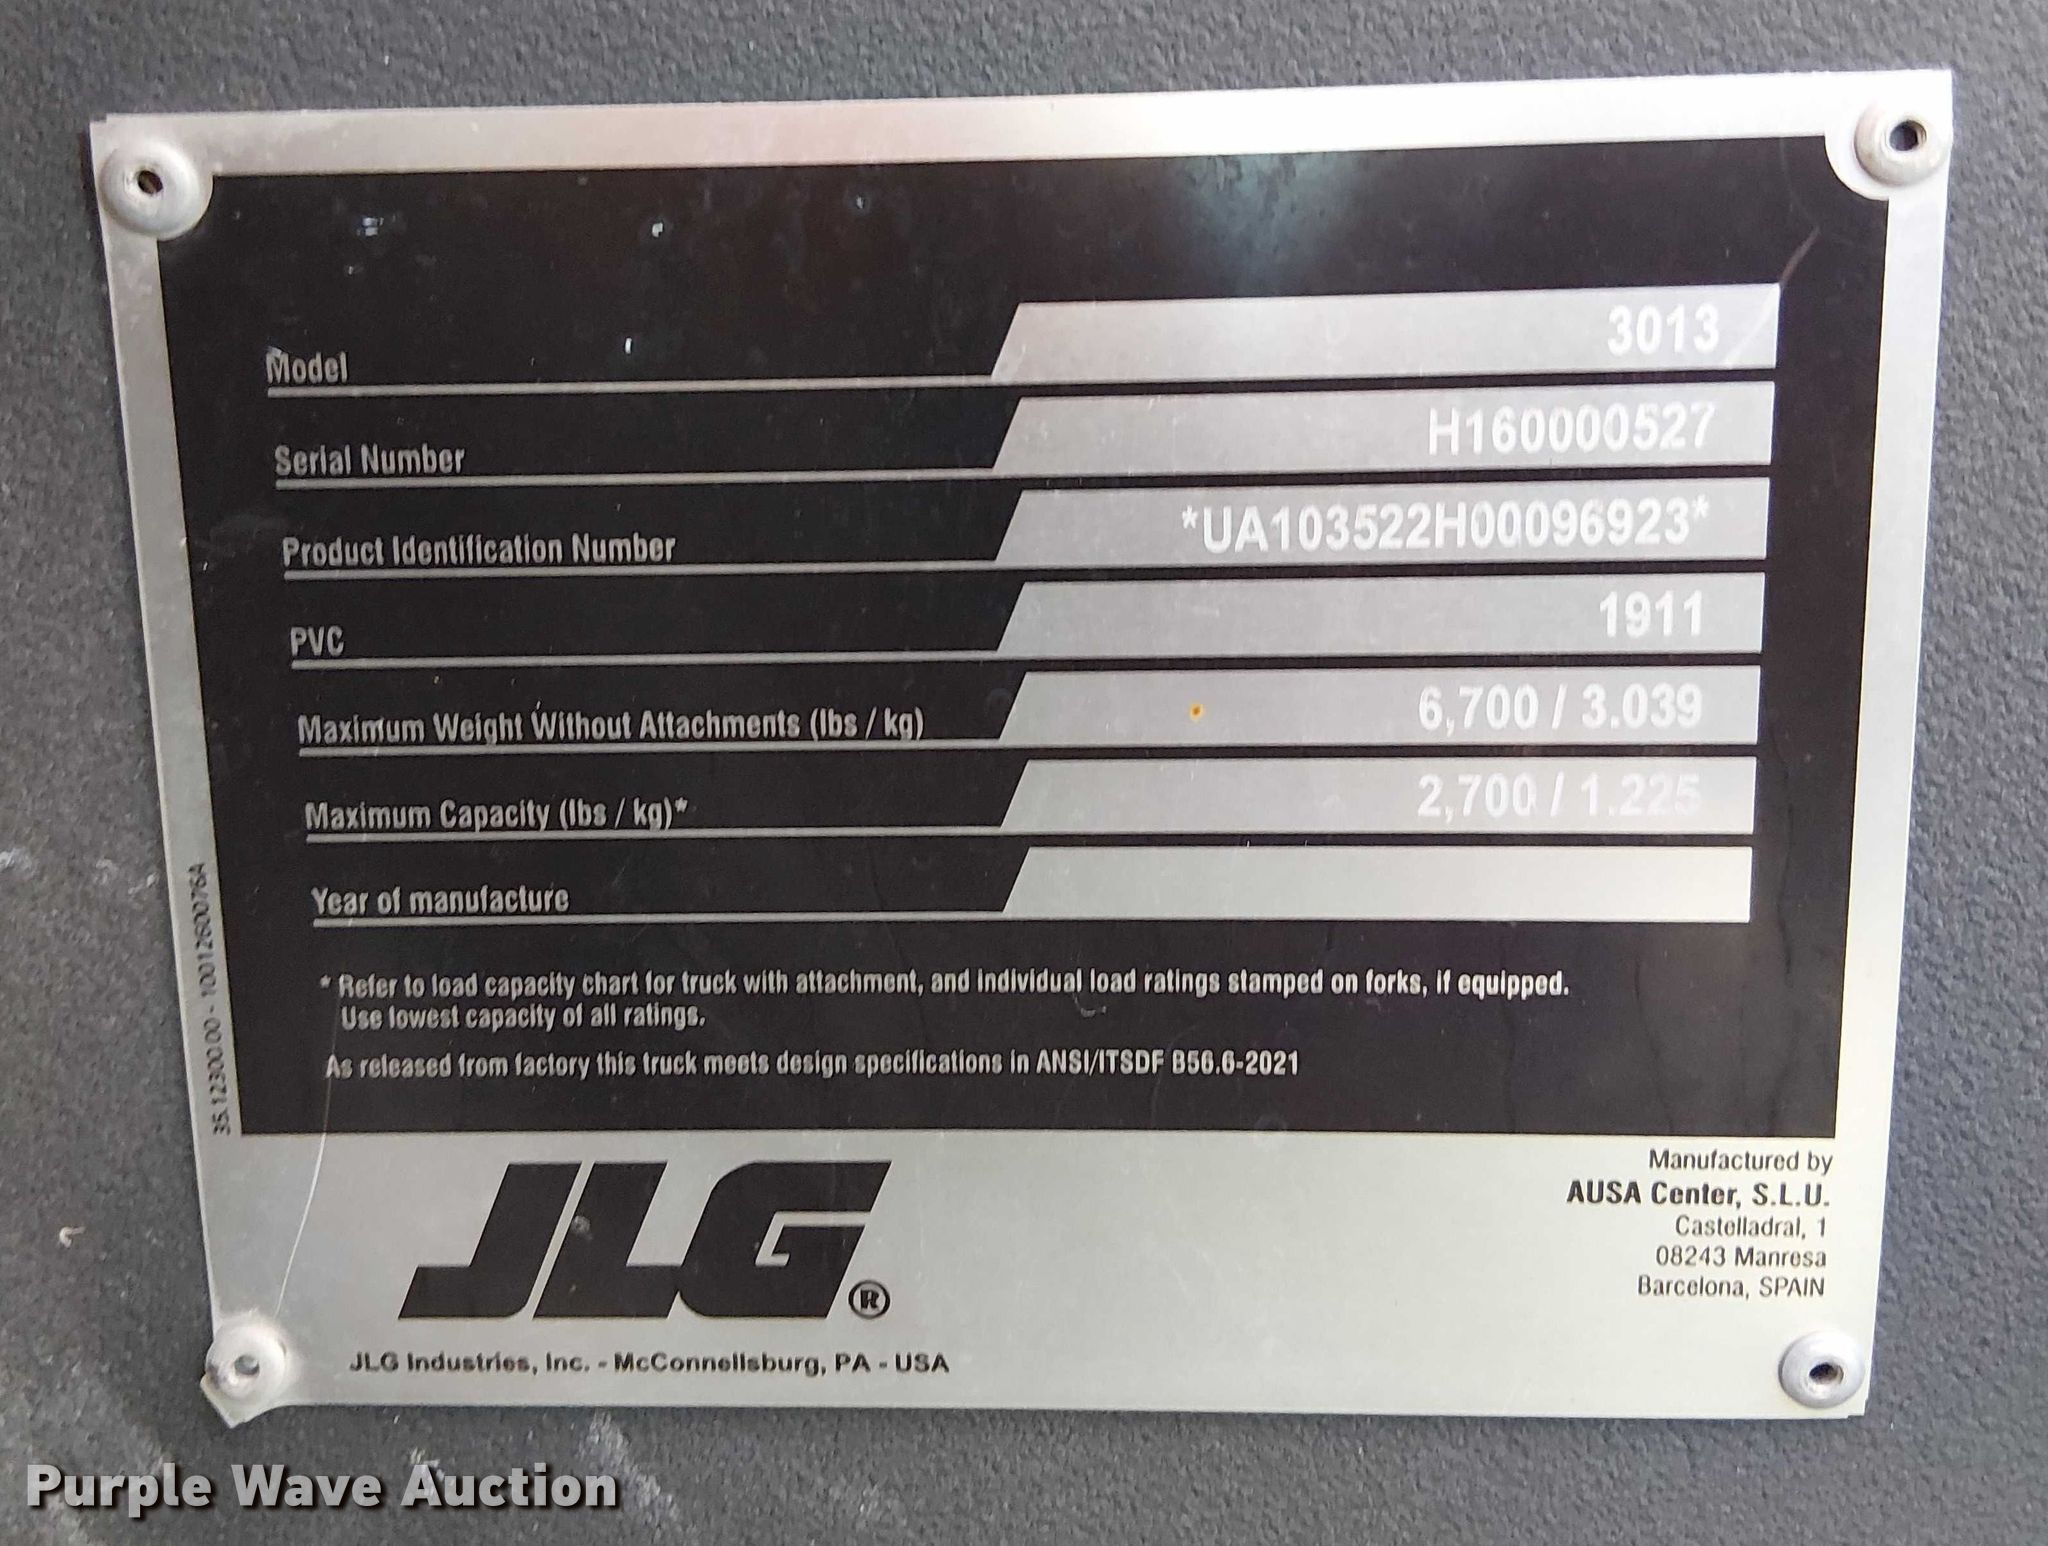 Model 3013
Serial Number H160000527
Product Identification Number *UA103522H00096923*
PVC 1911
Maximum Weight Without Attachments (lbs / kg) 6,700 / 3.039
Maximum Capacity (lbs / kg)* 2,700 / 1.225
Year of manufacture
* Refer to load capacity chart for truck with attachment, and individual load ratings stamped on forks, if equipped.
Use lowest capacity of all ratings.
As released from factory this truck meets design specifications in ANSI/ITSDF B56.6-2021
35.12300.00 - 1001260076A
JLG®
JLG Industries, Inc. - McConnellsburg, PA - USA
Manufactured by
AUSA Center, S.L.U.
Castelladral, 1
08243 Manresa
Barcelona, SPAIN
Purple Wave Auction